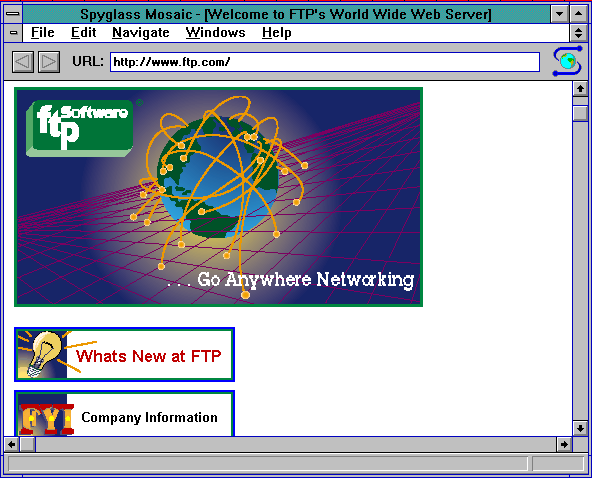 Spyglass Mosaic - [Welcome to FTP's World Wide Web Server]
File Edit Navigate Windows Help
URL: http://www.ftp.com/
ftp Software
. . . Go Anywhere Networking
Whats New at FTP
FYI Company Information